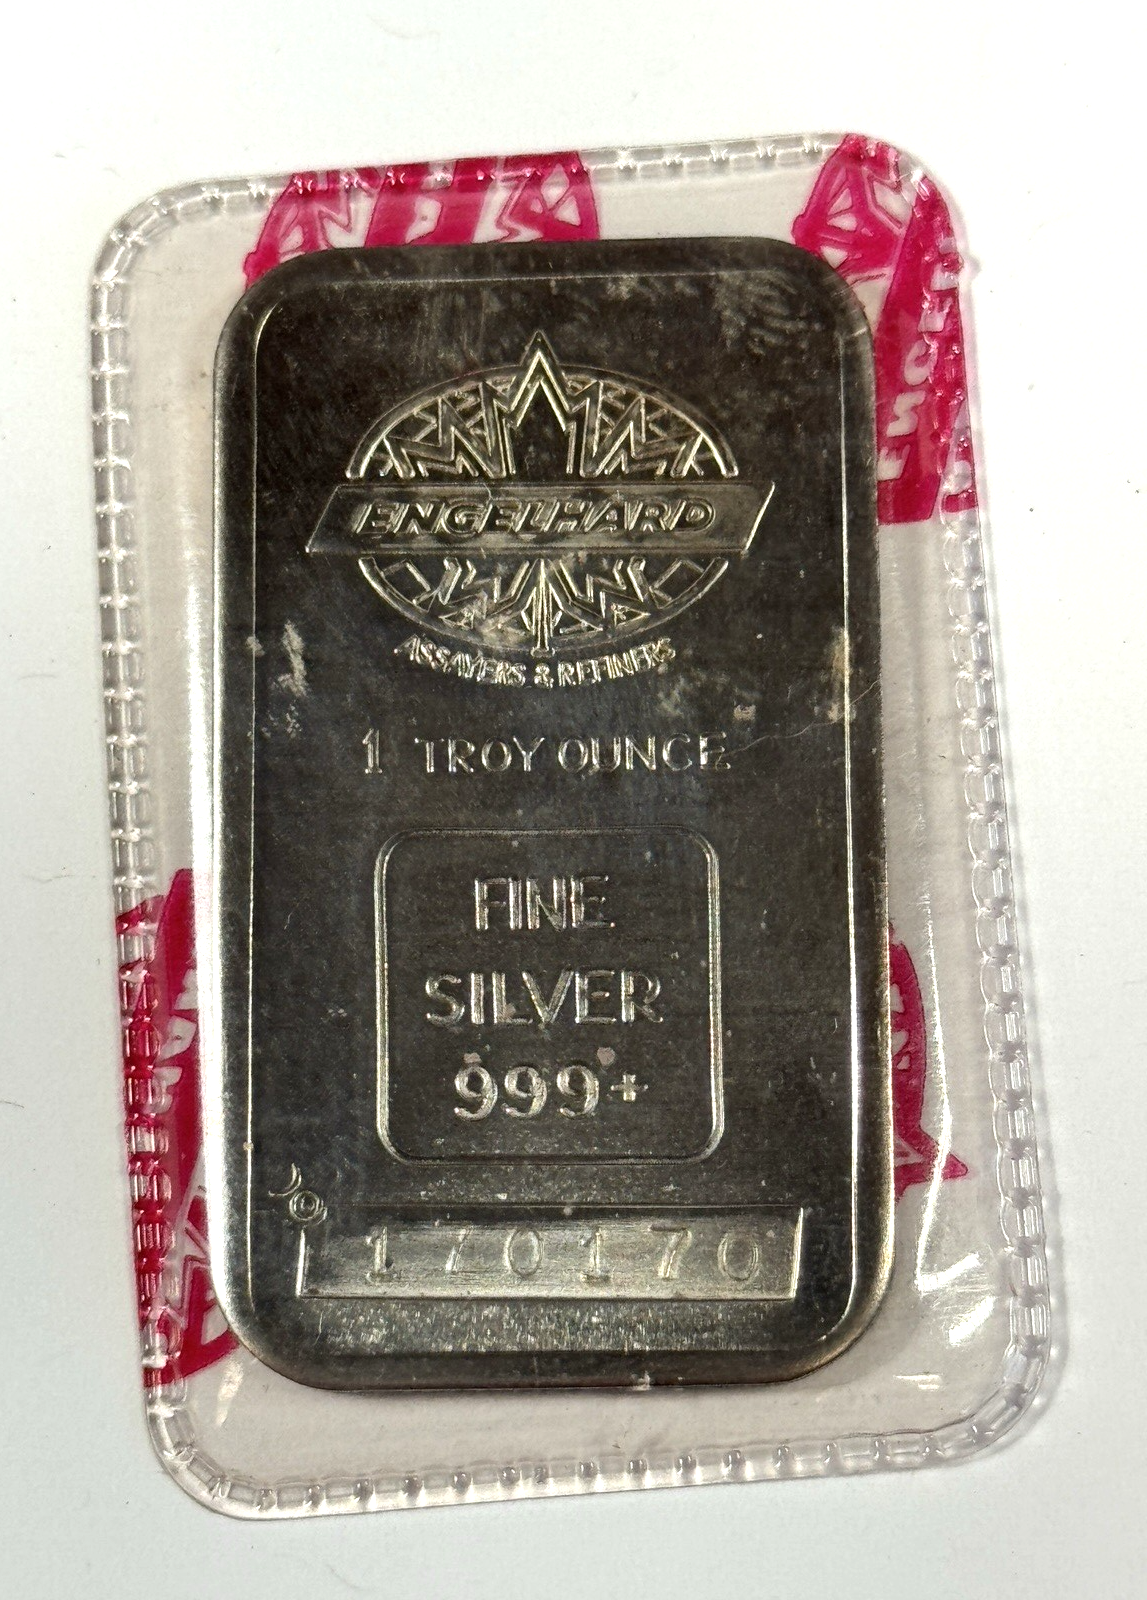 ENGELHARD
ASSAYERS & REFINERS
1 TROY OUNCE
FINE
SILVER
999+
170170